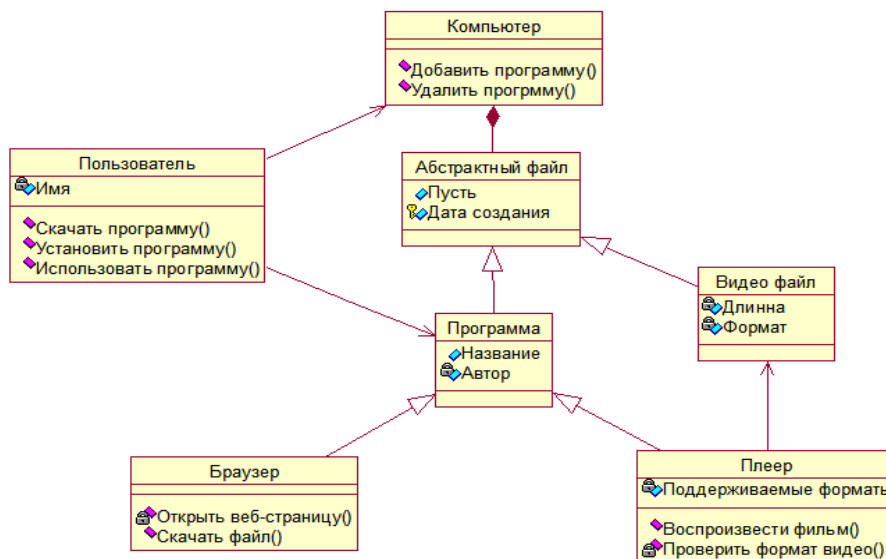 Компьютер
Добавить программу()
Удалить прогрмму()
Пользователь
Имя
Скачать программу()
Установить программу()
Использовать программу()
Абстрактный файл
Пусть
Дата создания
Видео файл
Длинна
Формат
Программа
Название
Автор
Браузер
Открыть веб-страницу()
Скачать файл()
Плеер
Поддерживаемые форматы
Воспроизвести фильм()
Проверить формат видео()